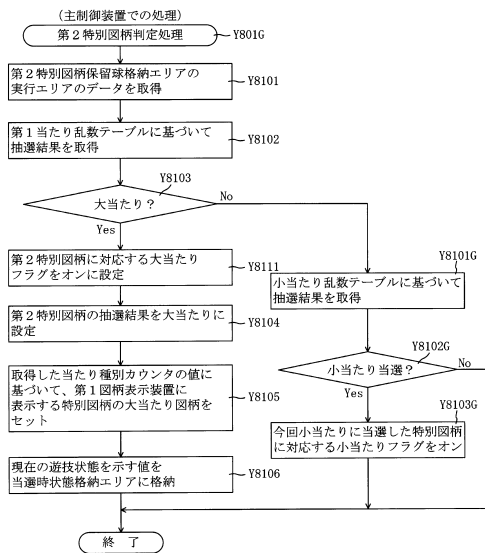 (主制御装置での処理)
第2特別図柄判定処理
Y801G
第2特別図柄保留球格納エリアの
実行エリアのデータを取得
Y8101
第1当たり乱数テーブルに基づいて
抽選結果を取得
Y8102
Y8103
大当たり?
No
Yes
第2特別図柄に対応する大当たり
フラグをオンに設定
Y8111
第2特別図柄の抽選結果を大当たりに
設定
Y8104
取得した当たり種別カウンタの値に
基づいて、第1図柄表示装置に
表示する特別図柄の大当たり図柄を
セット
Y8105
現在の遊技状態を示す値を
当選時状態格納エリアに格納
Y8106
Y8101G
小当たり乱数テーブルに基づいて
抽選結果を取得
Y8102G
小当たり当選?
No
Yes
Y8103G
今回小当たりに当選した特別図柄
に対応する小当たりフラグをオン
終 了